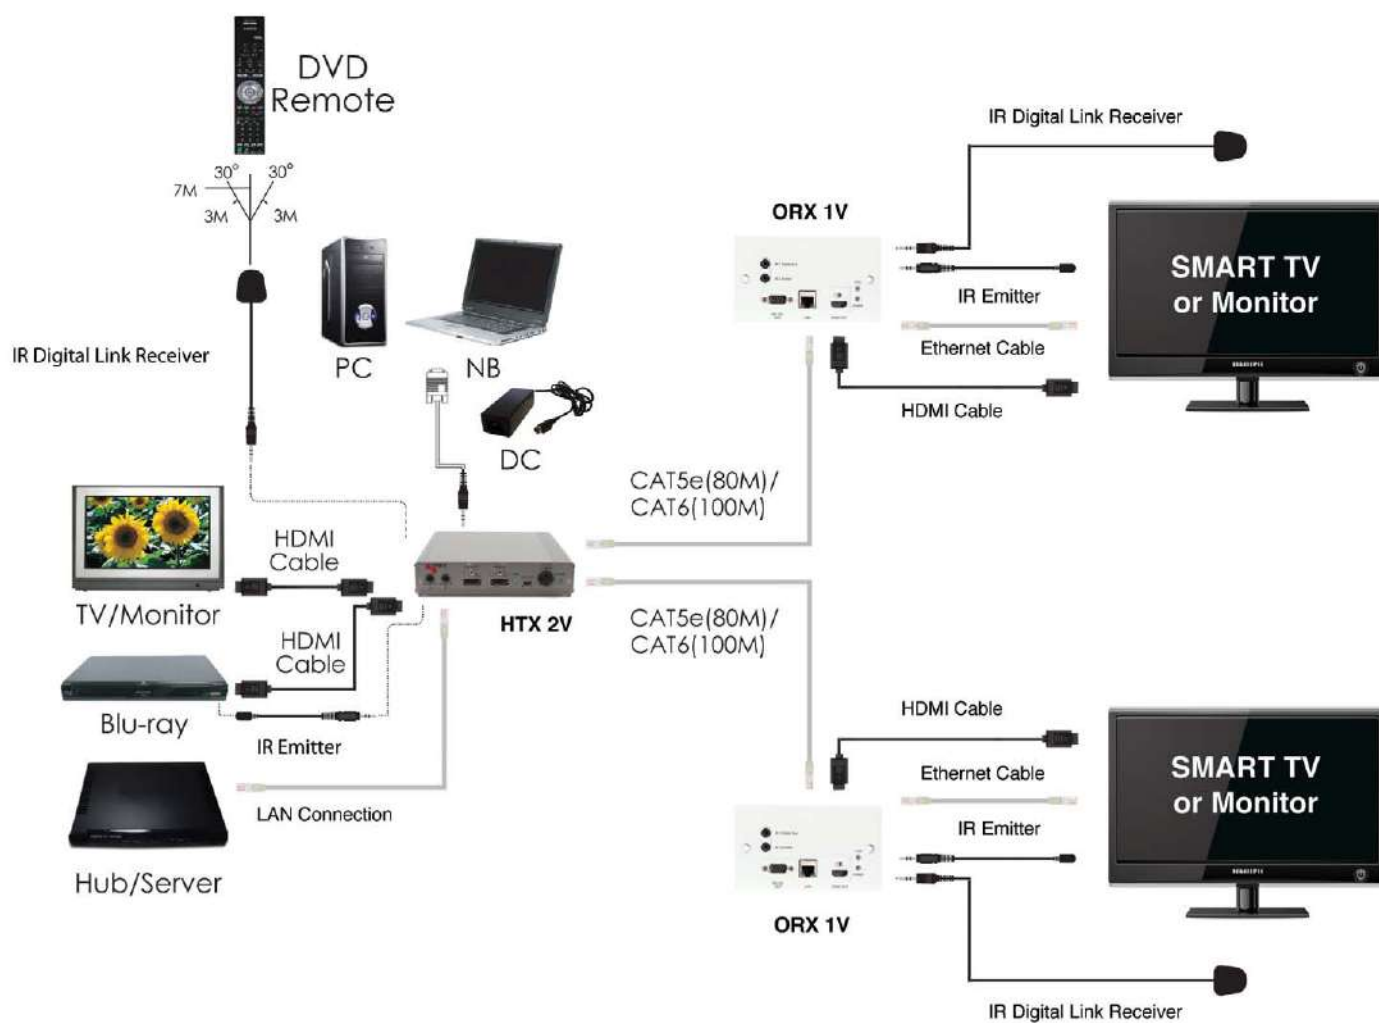 DVD
Remote
30°
30°
7M
3M
3M
IR Digital Link Receiver
PC
NB
DC
TV/Monitor
HDMI
Cable
HDMI
Cable
Blu-ray
IR Emitter
LAN Connection
Hub/Server
HTX 2V
CAT5e(80M)/
CAT6(100M)
CAT5e(80M)/
CAT6(100M)
ORX 1V
IR Digital Link Receiver
IR Emitter
Ethernet Cable
HDMI Cable
SMART TV
or Monitor
HDMI Cable
Ethernet Cable
IR Emitter
SMART TV
or Monitor
ORX 1V
IR Digital Link Receiver